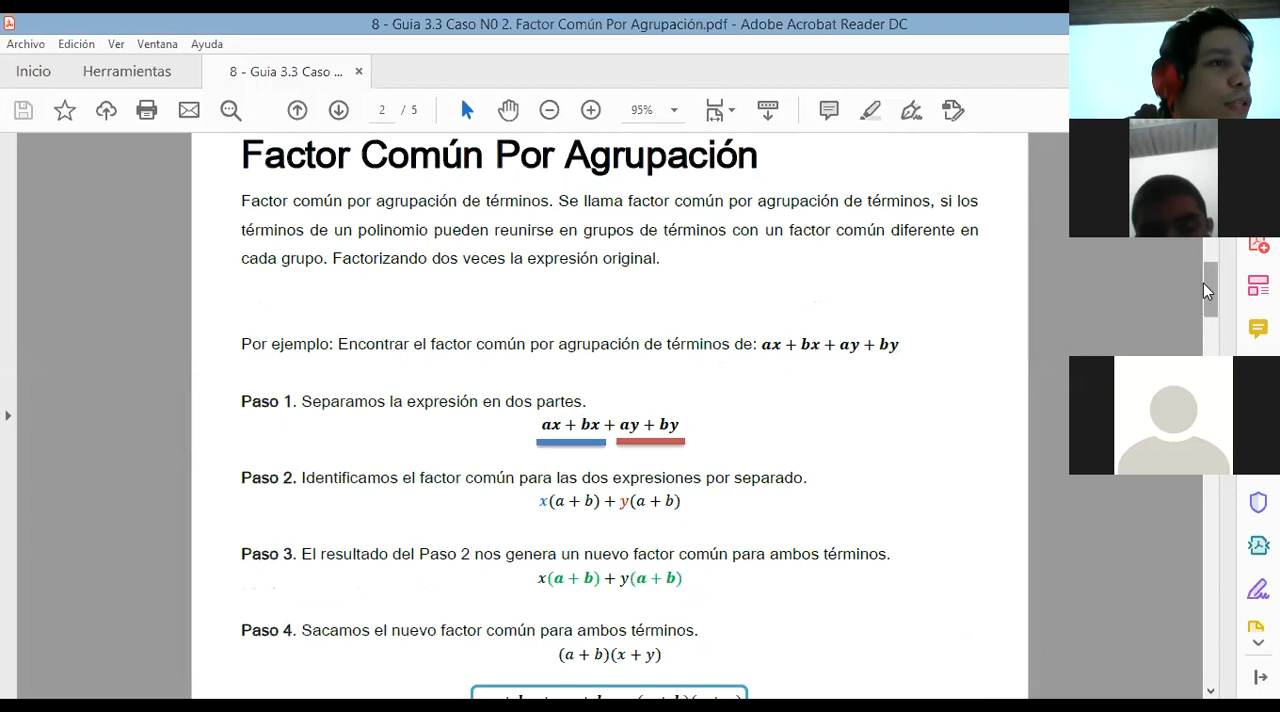 8 - Guia 3.3 Caso N0 2. Factor Común Por Agrupación.pdf - Adobe Acrobat Reader DC
Archivo Edición Ver Ventana Ayuda
Inicio Herramientas 8 - Guia 3.3 Caso ... ×
2 / 5 95%
Factor Común Por Agrupación
Factor común por agrupación de términos. Se llama factor común por agrupación de términos, si los
términos de un polinomio pueden reunirse en grupos de términos con un factor común diferente en
cada grupo. Factorizando dos veces la expresión original.
Por ejemplo: Encontrar el factor común por agrupación de términos de: ax + bx + ay + by
Paso 1. Separamos la expresión en dos partes.
ax + bx + ay + by
Paso 2. Identificamos el factor común para las dos expresiones por separado.
x(a + b) + y(a + b)
Paso 3. El resultado del Paso 2 nos genera un nuevo factor común para ambos términos.
x(a + b) + y(a + b)
Paso 4. Sacamos el nuevo factor común para ambos términos.
(a + b)(x + y)